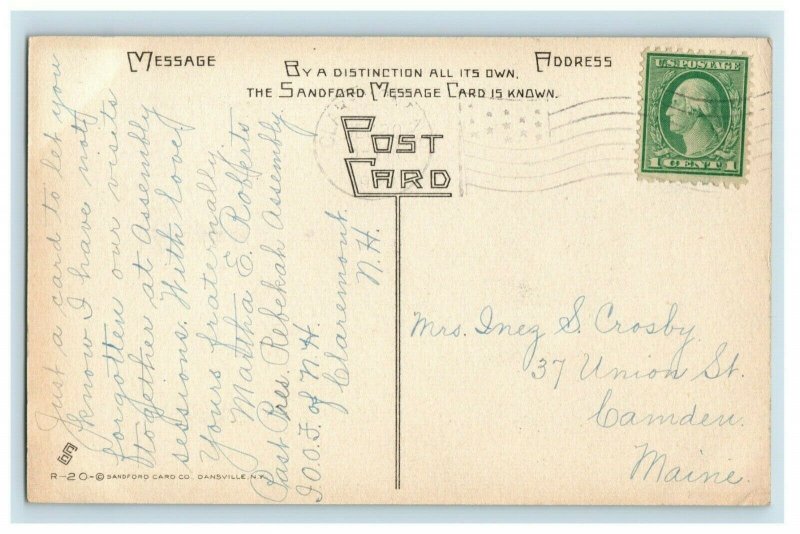 MESSAGE
BY A DISTINCTION ALL ITS OWN,
THE SANDFORD MESSAGE CARD IS KNOWN.
ADDRESS
POST
CARD
U.S. POSTAGE
1 CENT 1
Just a card to let you
know I have not
forgotten our visits
together at Assembly
sessions. With love
Yours fraternally
Martha E. Roberts
Past Pres. Rebekah Assembly
I.O.O.F. of N.H.
Claremont.
N.H.
Mrs. Inez S. Crosby
37 Union St.
Camden.
Maine.
R-20-© SANDFORD CARD CO. DANSVILLE, N.Y.